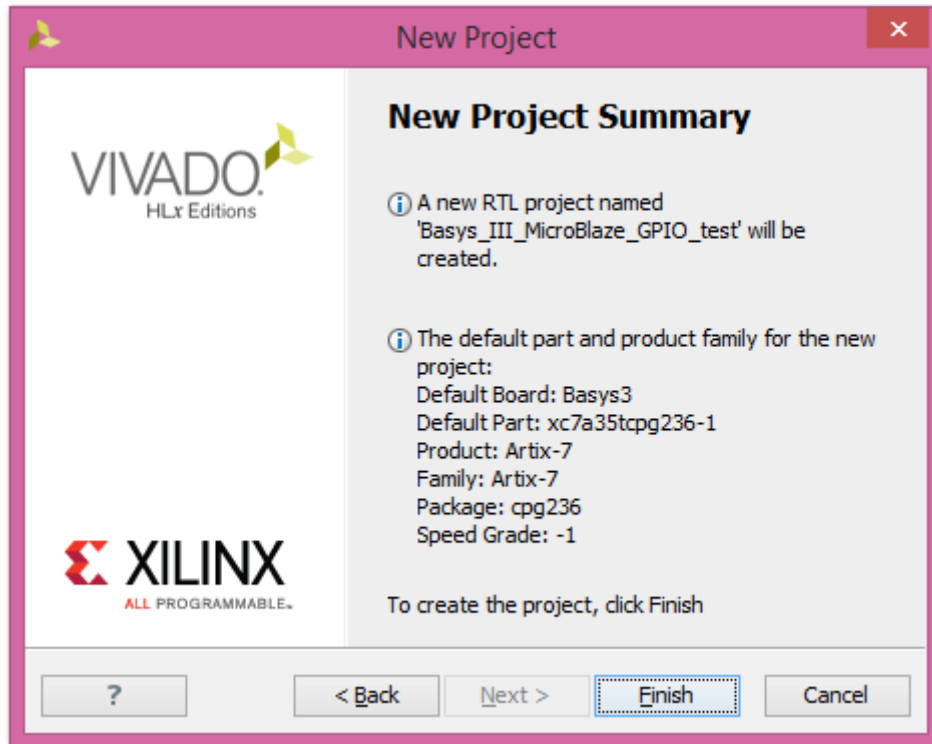 New Project
VIVADO.
HLx Editions
New Project Summary
A new RTL project named
'Basys_III_MicroBlaze_GPIO_test' will be
created.
The default part and product family for the new
project:
Default Board: Basys3
Default Part: xc7a35tcpg236-1
Product: Artix-7
Family: Artix-7
Package: cpg236
Speed Grade: -1
XILINX
ALL PROGRAMMABLE™
To create the project, click Finish
? < Back Next > Finish Cancel